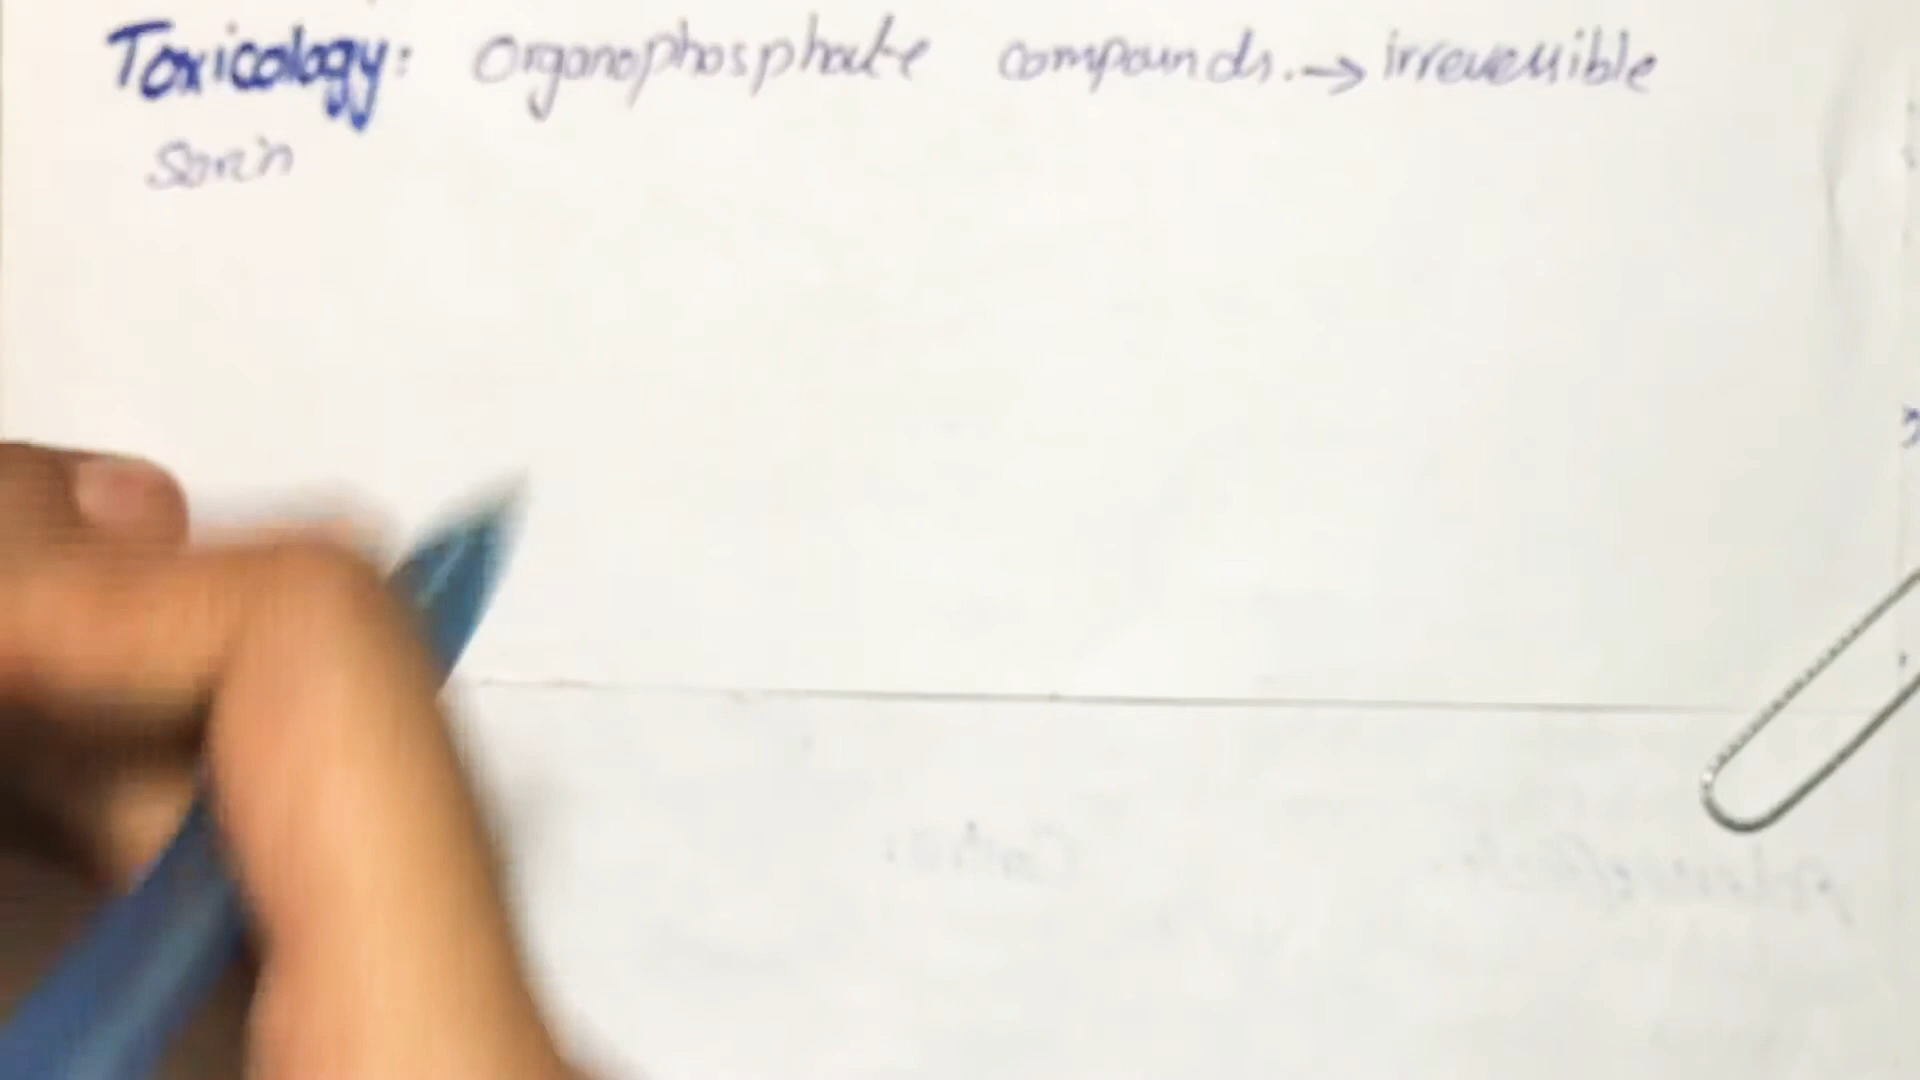 Toxicology: Organophosphate compounds. → irreversible
Sarin